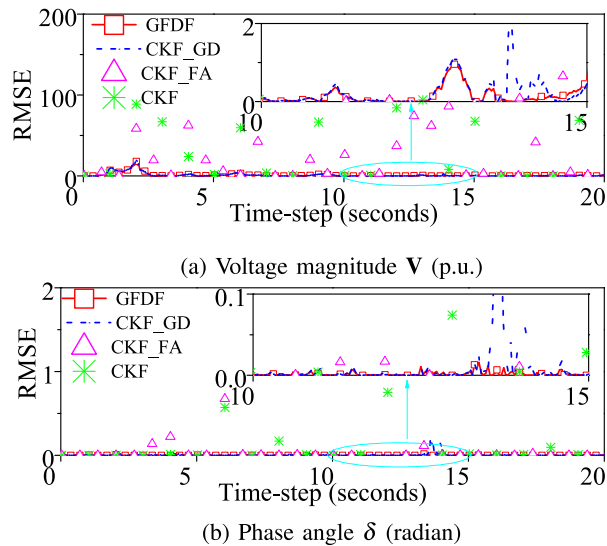 200
100
0
RMSE
GFDF
CKF_GD
CKF_FA
CKF
2
0
10
15
0
5
10
15
20
Time-step (seconds)
(a) Voltage magnitude V (p.u.)
2
1
0
RMSE
GFDF
CKF_GD
CKF_FA
CKF
0.1
0.0
10
15
0
5
10
15
20
Time-step (seconds)
(b) Phase angle δ (radian)